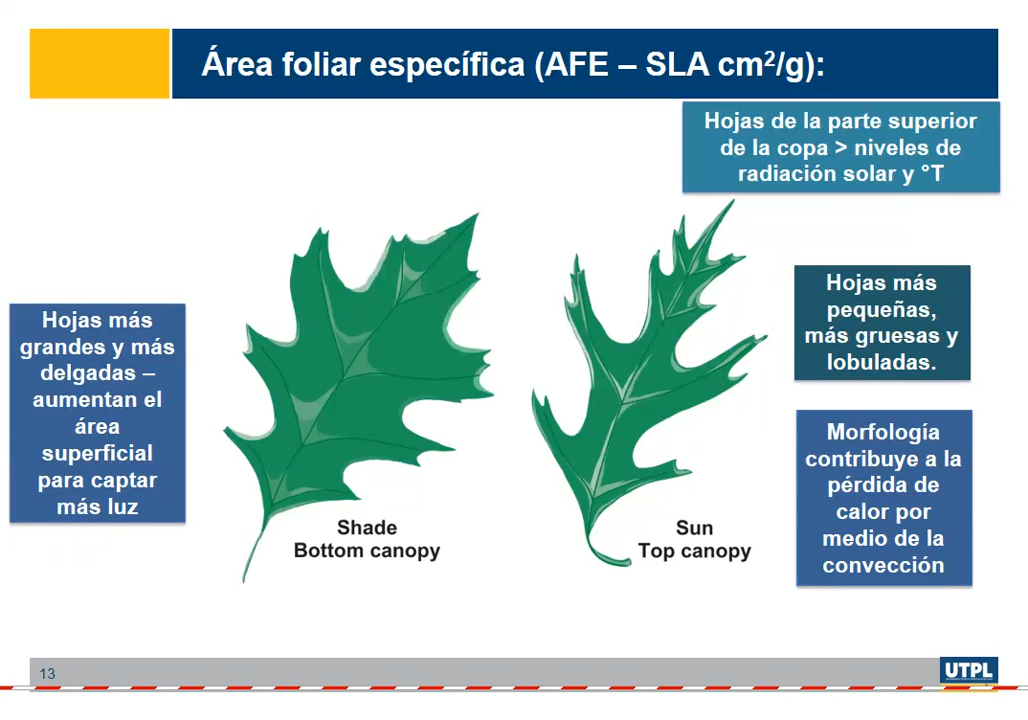 Área foliar específica (AFE – SLA cm²/g):
Hojas de la parte superior
de la copa > niveles de
radiación solar y °T
Hojas más
grandes y más
delgadas –
aumentan el
área
superficial
para captar
más luz
Hojas más
pequeñas,
más gruesas y
lobuladas.
Morfología
contribuye a la
pérdida de
calor por
medio de la
convección
Shade
Bottom canopy
Sun
Top canopy
13
UTPL